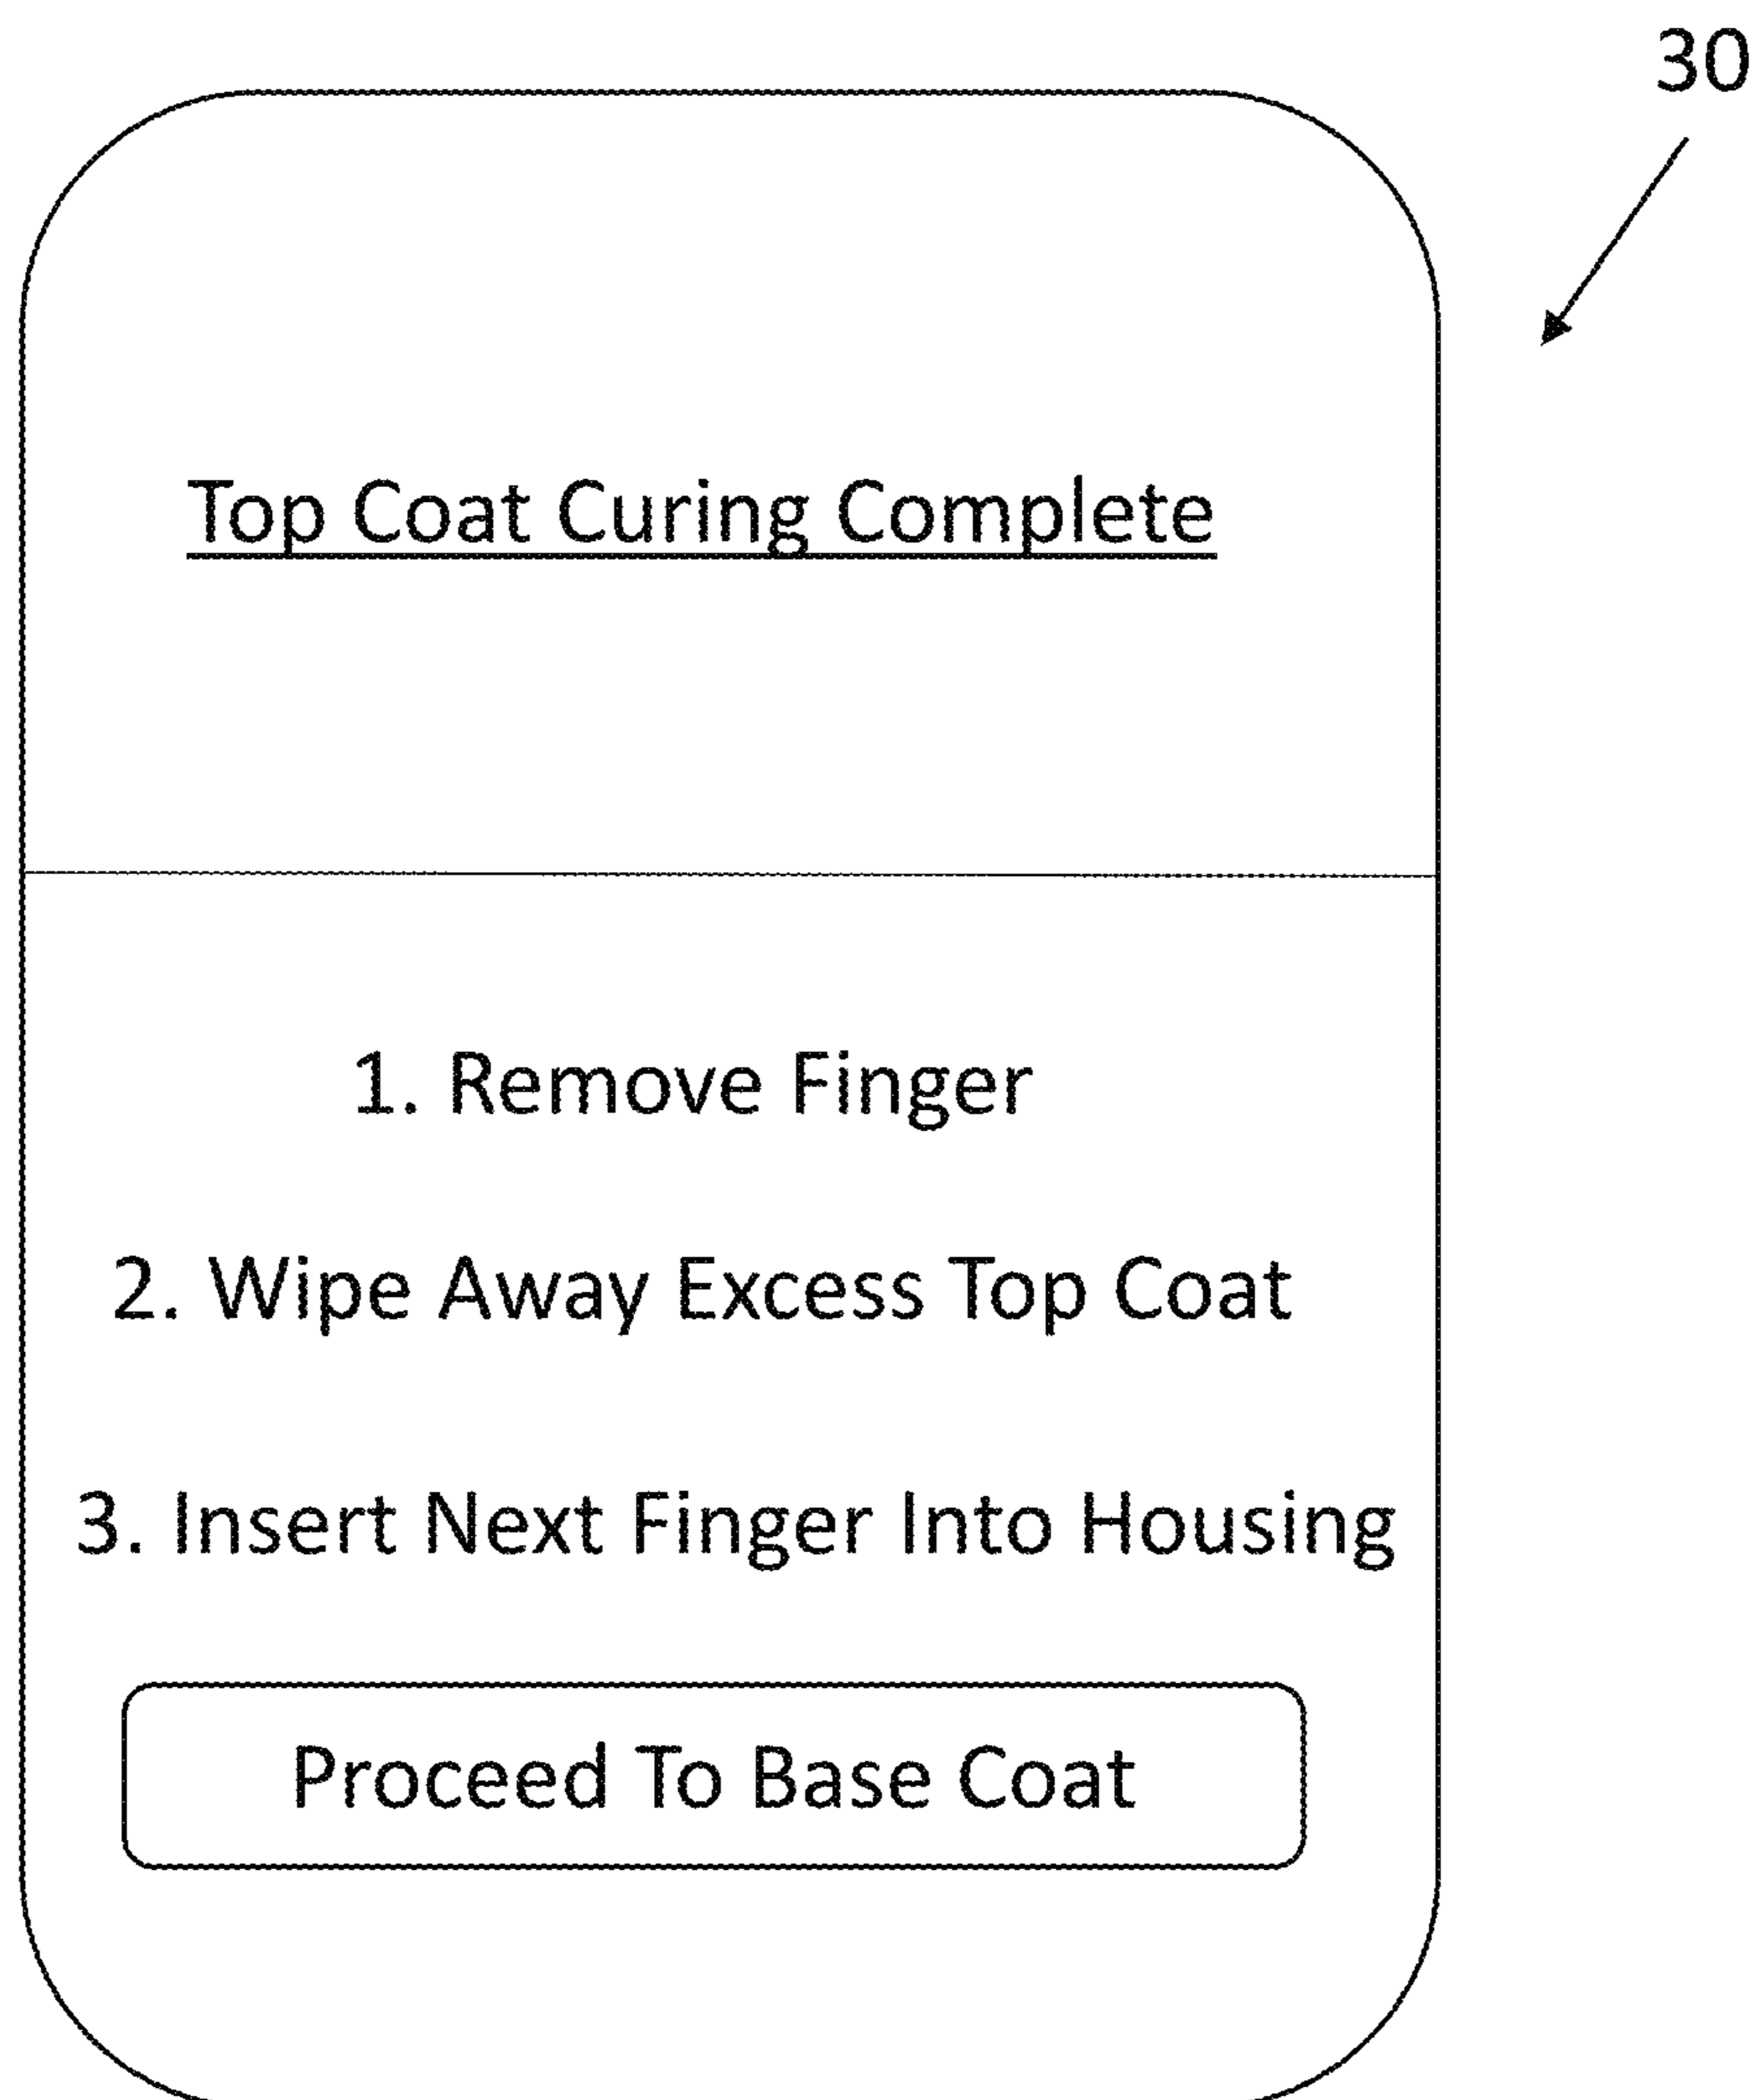 30
Top Coat Curing Complete
1. Remove Finger
2. Wipe Away Excess Top Coat
3. Insert Next Finger Into Housing
Proceed To Base Coat